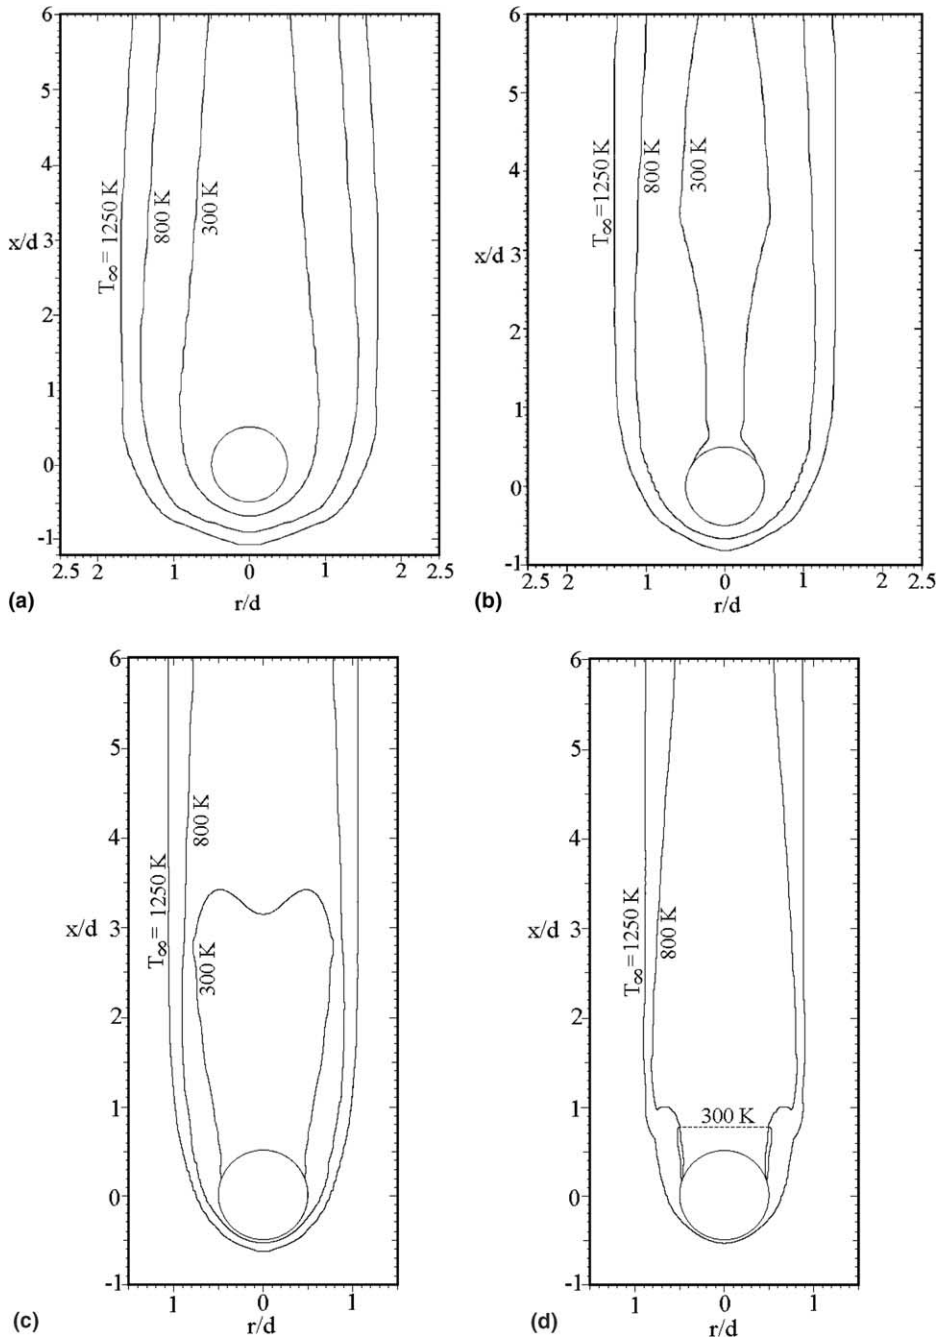 6
5
4
x/d 3
2
1
0
-1
T∞ = 1250 K
800 K
300 K
2.5 2 1 0 1 2 2.5
r/d
(a)
6
5
4
x/d 3
2
1
0
-1
T∞ = 1250 K
800 K
300 K
2.5 2 1 0 1 2 2.5
r/d
(b)
6
5
4
x/d 3
2
1
0
-1
T∞ = 1250 K
800 K
300 K
1 0 1
r/d
(c)
6
5
4
x/d 3
2
1
0
-1
T∞ = 1250 K
800 K
300 K
1 0 1
r/d
(d)